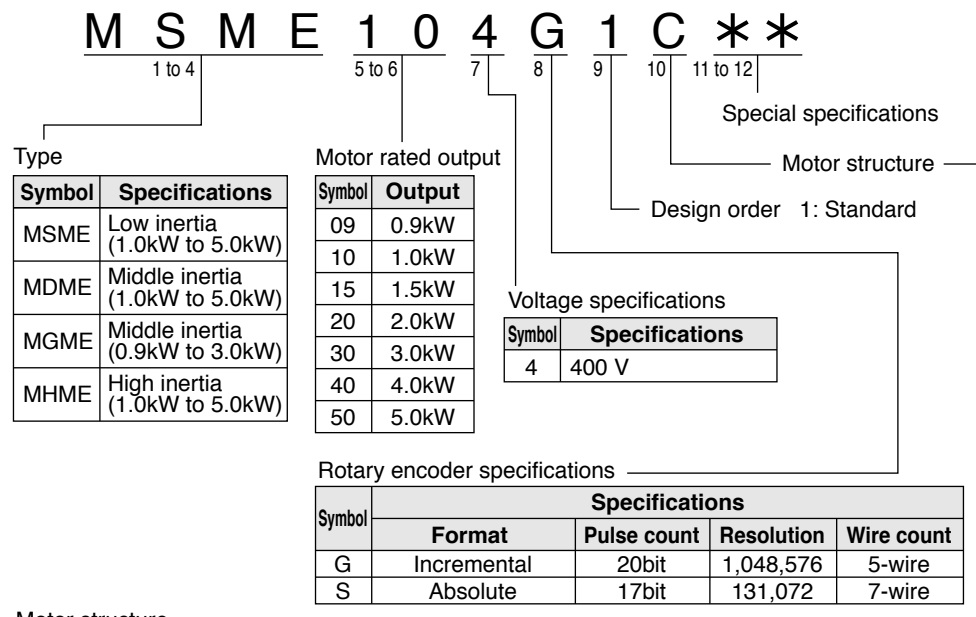 M S M E 1 0 4 G 1 C * *
1 to 4 5 to 6 7 8 9 10 11 to 12
Special specifications
Motor structure
Design order 1: Standard
Type
Symbol Specifications
MSME Low inertia
(1.0kW to 5.0kW)
MDME Middle inertia
(1.0kW to 5.0kW)
MGME Middle inertia
(0.9kW to 3.0kW)
MHME High inertia
(1.0kW to 5.0kW)
Motor rated output
Symbol Output
09 0.9kW
10 1.0kW
15 1.5kW
20 2.0kW
30 3.0kW
40 4.0kW
50 5.0kW
Voltage specifications
Symbol Specifications
4 400 V
Rotary encoder specifications
Symbol Specifications
Format Pulse count Resolution Wire count
G Incremental 20bit 1,048,576 5-wire
S Absolute 17bit 131,072 7-wire
Motor structure